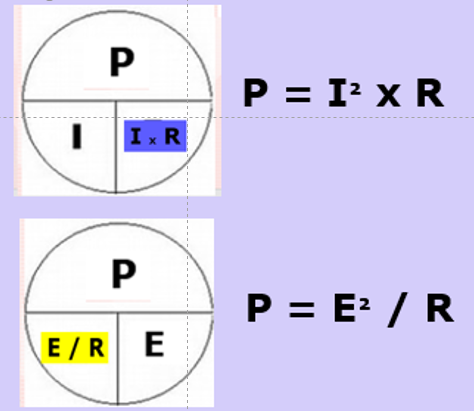 P
I
I x R
P = I² x R
P
E / R
E
P = E² / R